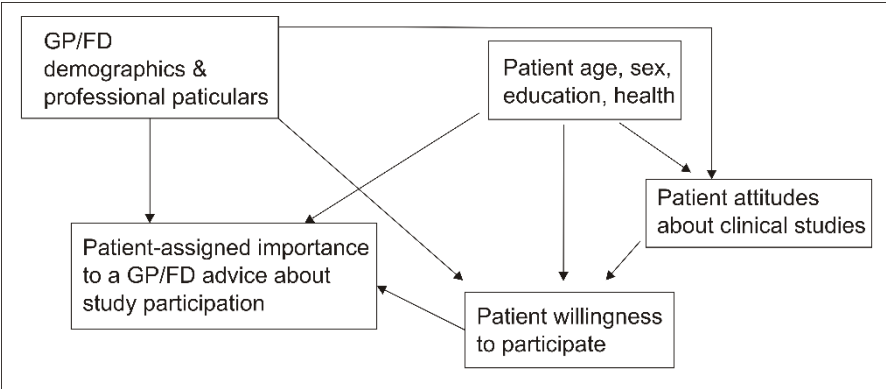 GP/FD
demographics &
professional paticulars
Patient age, sex,
education, health
Patient attitudes
about clinical studies
Patient-assigned importance
to a GP/FD advice about
study participation
Patient willingness
to participate